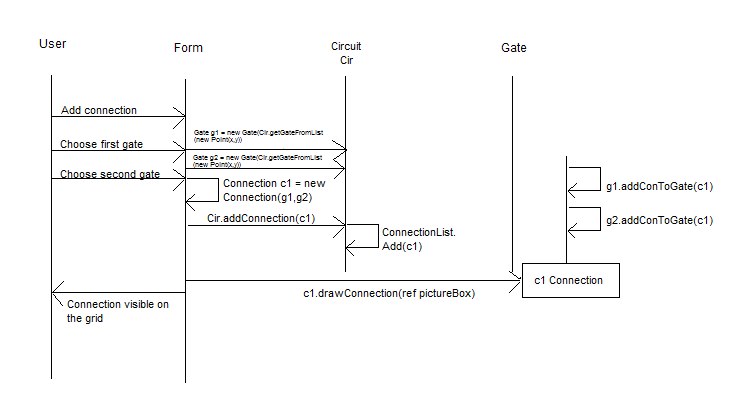 User
Form
Circuit
Cir
Gate
Add connection
Choose first gate
Gate g1 = new Gate(Cir.getGateFromList
(new Point(x,y))
Choose second gate
Gate g2 = new Gate(Cir.getGateFromList
(new Point(x,y))
Connection c1 = new
Connection(g1,g2)
g1.addConToGate(c1)
Cir.addConnection(c1)
g2.addConToGate(c1)
ConnectionList.
Add(c1)
c1 Connection
c1.drawConnection(ref pictureBox)
Connection visible on
the grid